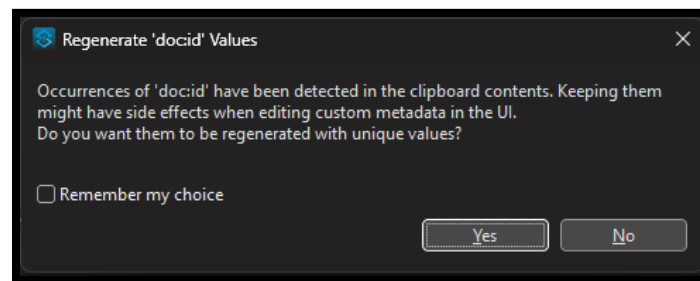 Regenerate 'doc:id' Values
Occurrences of 'doc:id' have been detected in the clipboard contents. Keeping them
might have side effects when editing custom metadata in the UI.
Do you want them to be regenerated with unique values?
Remember my choice
Yes No